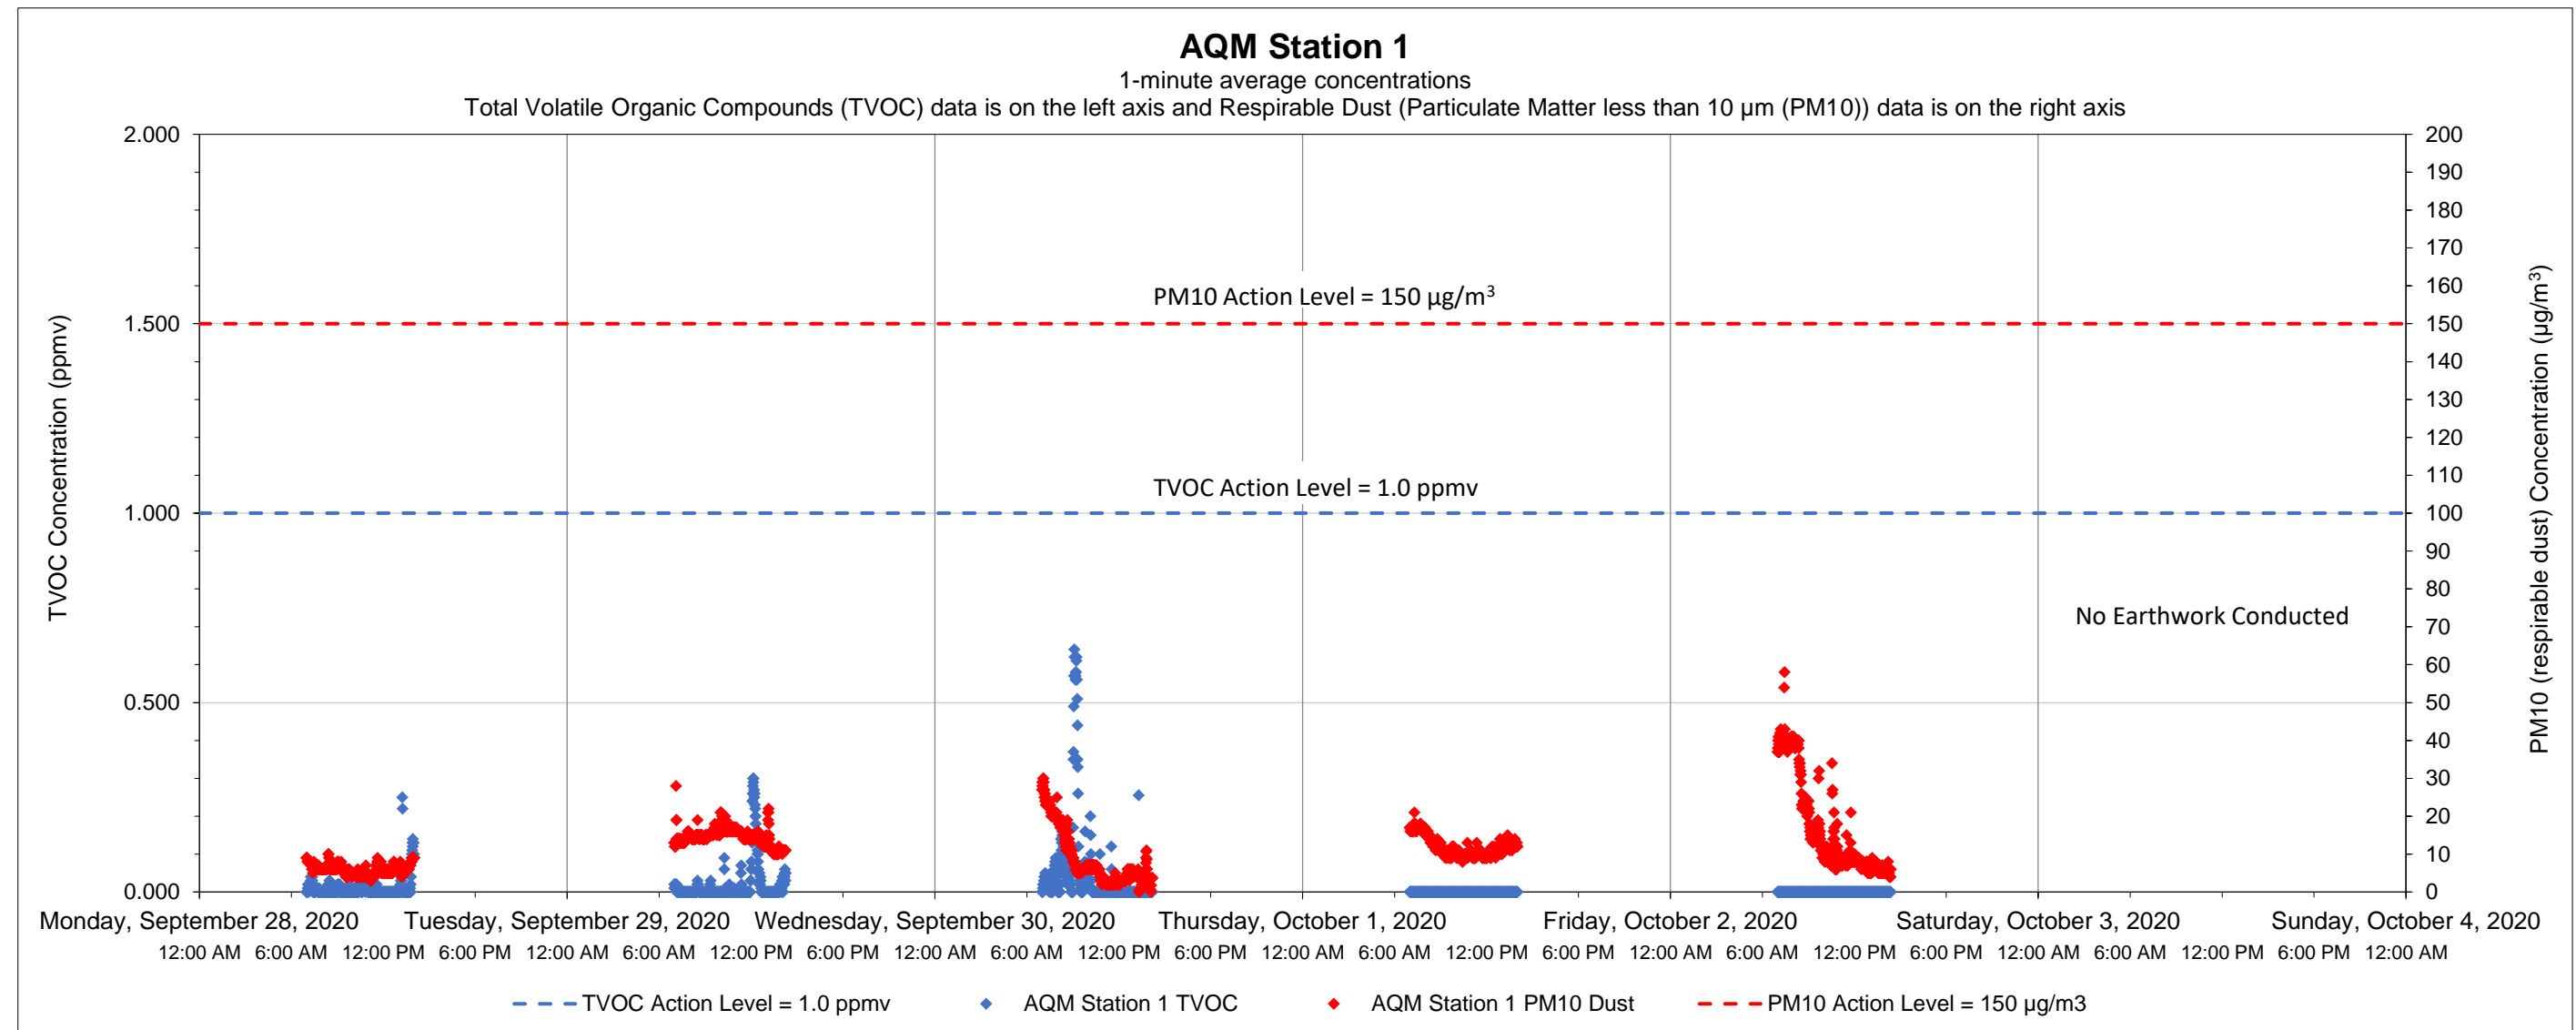 AQM Station 1
1-minute average concentrations
Total Volatile Organic Compounds (TVOC) data is on the left axis and Respirable Dust (Particulate Matter less than 10 µm (PM10)) data is on the right axis
TVOC Concentration (ppmv)
2.000
1.500
1.000
0.500
0.000
PM10 Action Level = 150 µg/m³
TVOC Action Level = 1.0 ppmv
No Earthwork Conducted
200
190
180
170
160
150
140
130
120
110
100
90
80
70
60
50
40
30
20
10
0
PM10 (respirable dust) Concentration (µg/m³)
Monday, September 28, 2020 Tuesday, September 29, 2020 Wednesday, September 30, 2020 Thursday, October 1, 2020 Friday, October 2, 2020 Saturday, October 3, 2020 Sunday, October 4, 2020
12:00 AM 6:00 AM 12:00 PM 6:00 PM 12:00 AM 6:00 AM 12:00 PM 6:00 PM 12:00 AM 6:00 AM 12:00 PM 6:00 PM 12:00 AM 6:00 AM 12:00 PM 6:00 PM 12:00 AM 6:00 AM 12:00 PM 6:00 PM 12:00 AM 6:00 AM 12:00 PM 6:00 PM 12:00 AM
TVOC Action Level = 1.0 ppmv AQM Station 1 TVOC AQM Station 1 PM10 Dust PM10 Action Level = 150 µg/m3